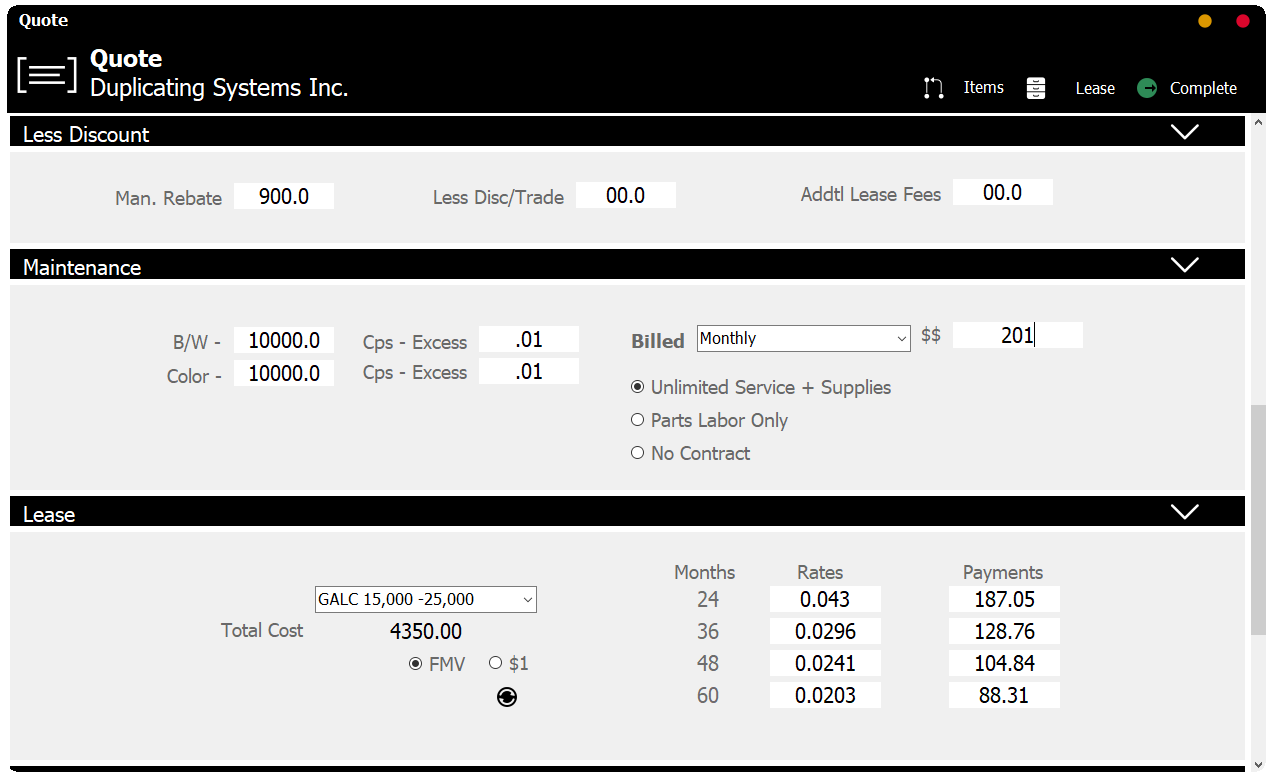 Quote
Quote
Duplicating Systems Inc.
Items Lease Complete
Less Discount
Man. Rebate 900.0 Less Disc/Trade 00.0 Addtl Lease Fees 00.0
Maintenance
B/W - 10000.0 Cps - Excess .01 Billed Monthly $$ 201
Color - 10000.0 Cps - Excess .01
Unlimited Service + Supplies
Parts Labor Only
No Contract
Lease
Months Rates Payments
GALC 15,000 -25,000 24 0.043 187.05
Total Cost 4350.00 36 0.0296 128.76
FMV $1 48 0.0241 104.84
60 0.0203 88.31